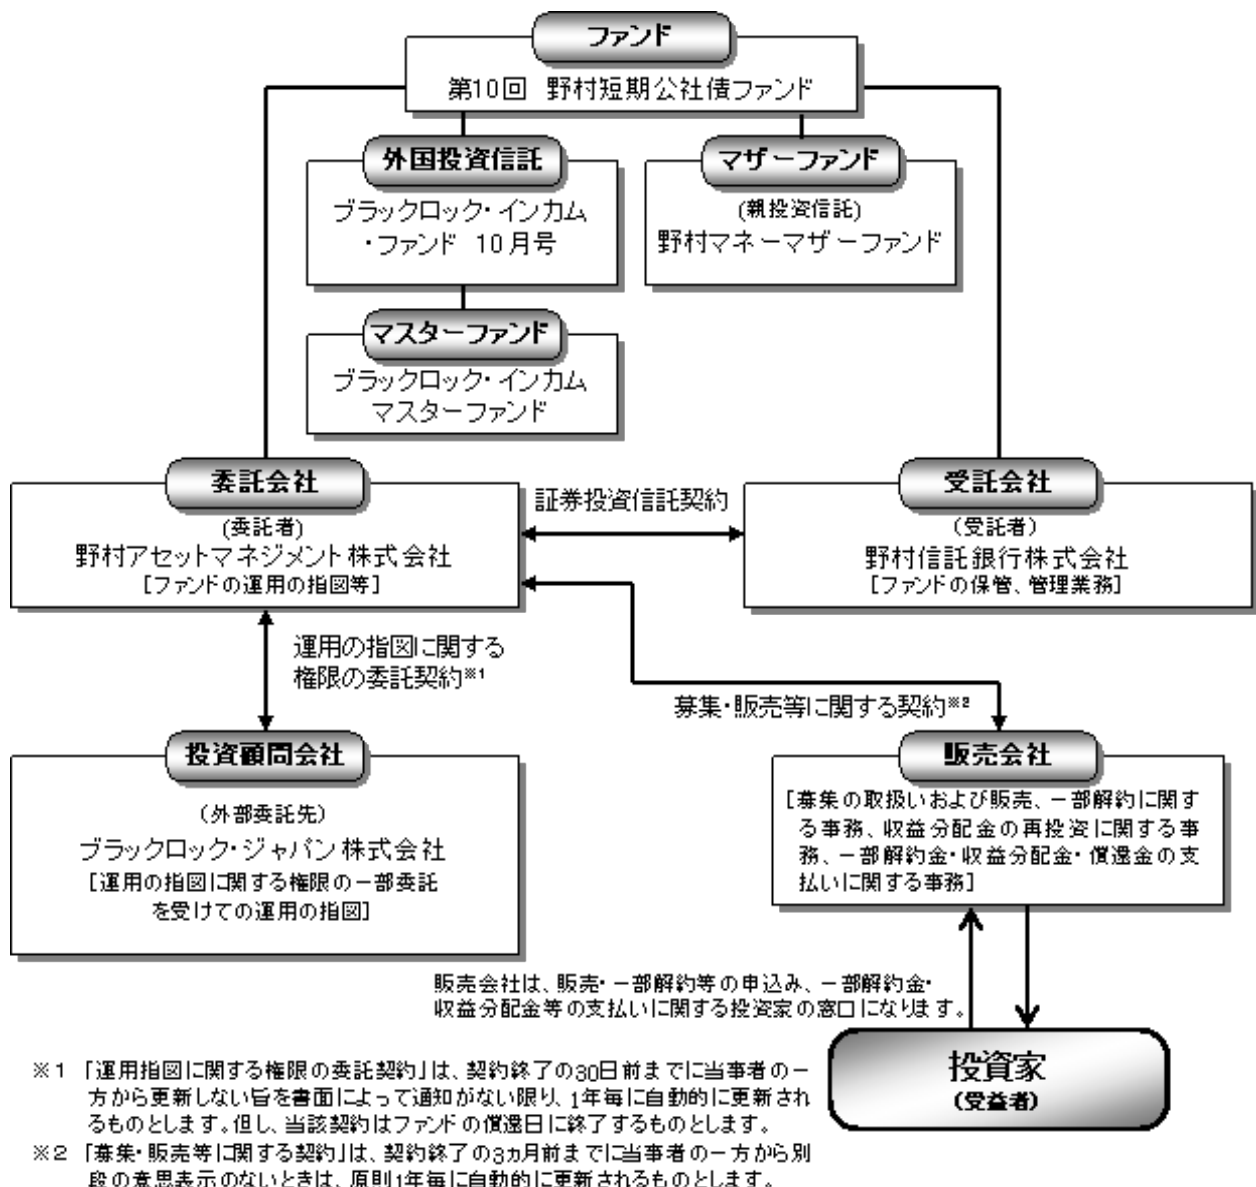 ファンド
第10回　野村短期公社債ファンド
外国投資信託
ブラックロック・インカム
・ファンド　10月号
マザーファンド
(親投資信託)
野村マネーマザーファンド
マスターファンド
ブラックロック・インカム
マスターファンド
委託会社
(委託者)
野村アセットマネジメント株式会社
[ファンドの運用の指図等]
証券投資信託契約
受託会社
(受託者)
野村信託銀行株式会社
[ファンドの保管、管理業務]
運用の指図に関する
権限の委託契約※1
募集・販売等に関する契約※2
投資顧問会社
(外部委託先)
ブラックロック・ジャパン株式会社
[運用の指図に関する権限の一部委託
を受けての運用の指図]
販売会社
[募集の取扱いおよび販売、一部解約に関す
る事務、収益分配金の再投資に関する事
務、一部解約金・収益分配金・償還金の支
払いに関する事務]
販売会社は、販売・一部解約等の申込み、一部解約金・
収益分配金等の支払いに関する投資家の窓口になります。
投資家
(受益者)
※1　「運用指図に関する権限の委託契約」は、契約終了の30日前までに当事者の一
方から更新しない旨を書面によって通知がない限り、1年毎に自動的に更新され
るものとします。但し、当該契約はファンドの償還日に終了するものとします。
※2　「募集・販売等に関する契約」は、契約終了の3ヵ月前までに当事者の一方から別
段の意思表示のないときは、原則1年毎に自動的に更新されるものとします。